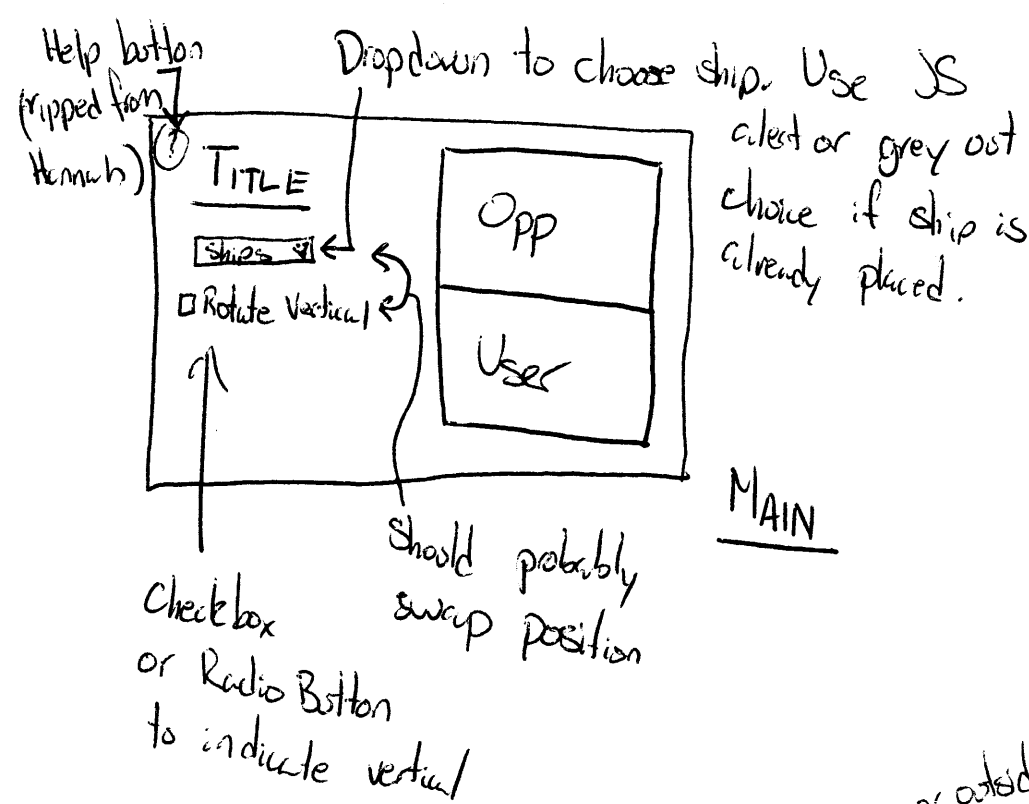 Help button
(ripped from
Hannah)
Dropdown to choose ship. Use JS
alert or grey out
choice if ship is
already placed.
?
TITLE
Ships
Rotate Vertical
Opp
User
MAIN
Should probably
swap position
Checkbox
or Radio Button
to indicate vertical
or outsid